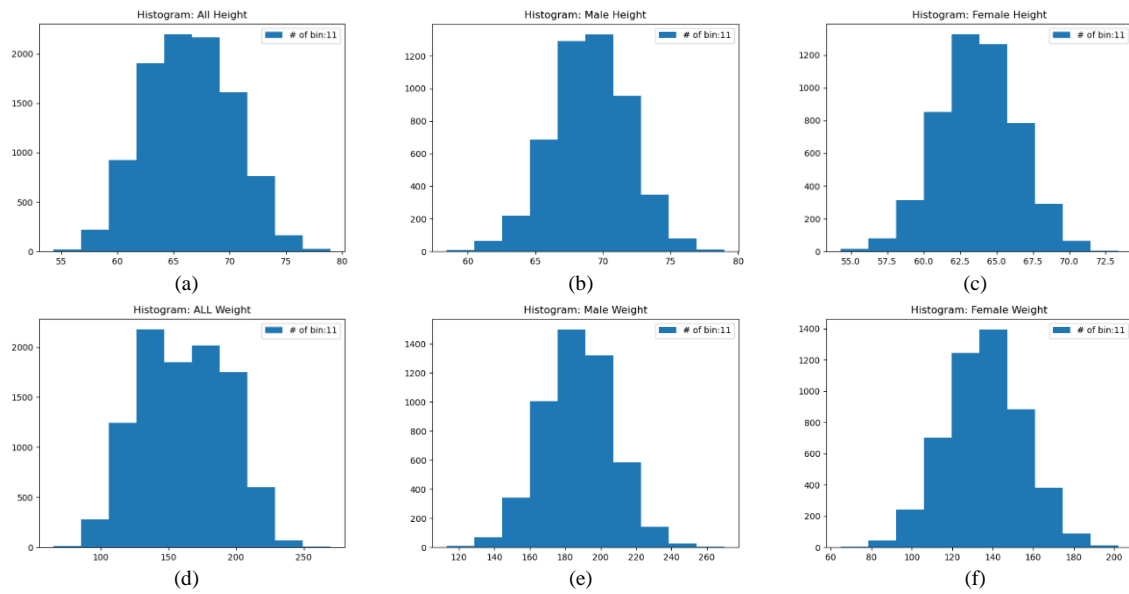 Histogram: All Height
# of bin:11
2000
1500
1000
500
0
55 60 65 70 75 80
(a)
Histogram: Male Height
# of bin:11
1200
1000
800
600
400
200
0
60 65 70 75 80
(b)
Histogram: Female Height
# of bin:11
1200
1000
800
600
400
200
0
55.0 57.5 60.0 62.5 65.0 67.5 70.0 72.5
(c)
Histogram: ALL Weight
# of bin:11
2000
1500
1000
500
0
100 150 200 250
(d)
Histogram: Male Weight
# of bin:11
1400
1200
1000
800
600
400
200
0
120 140 160 180 200 220 240 260
(e)
Histogram: Female Weight
# of bin:11
1400
1200
1000
800
600
400
200
0
60 80 100 120 140 160 180 200
(f)